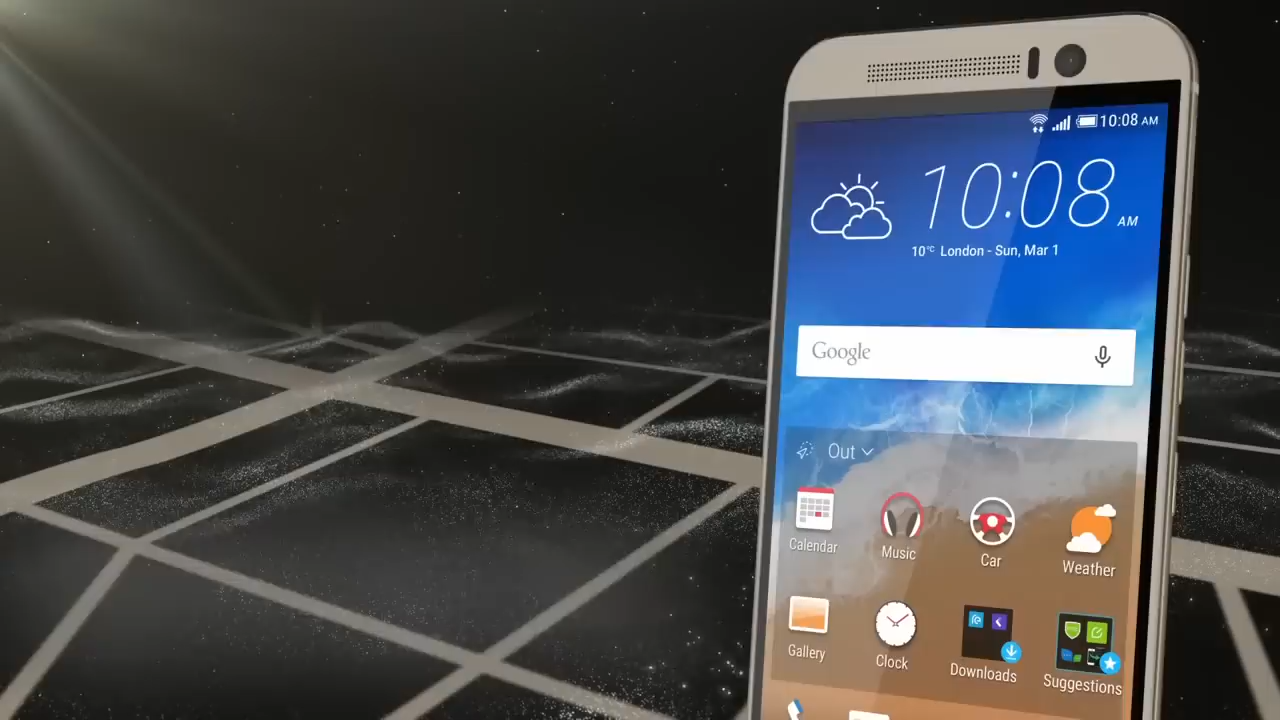 10:08 AM
10:08 AM
10°C London - Sun, Mar 1
Google
Out
Calendar Music Car Weather
Gallery Clock Downloads Suggestions